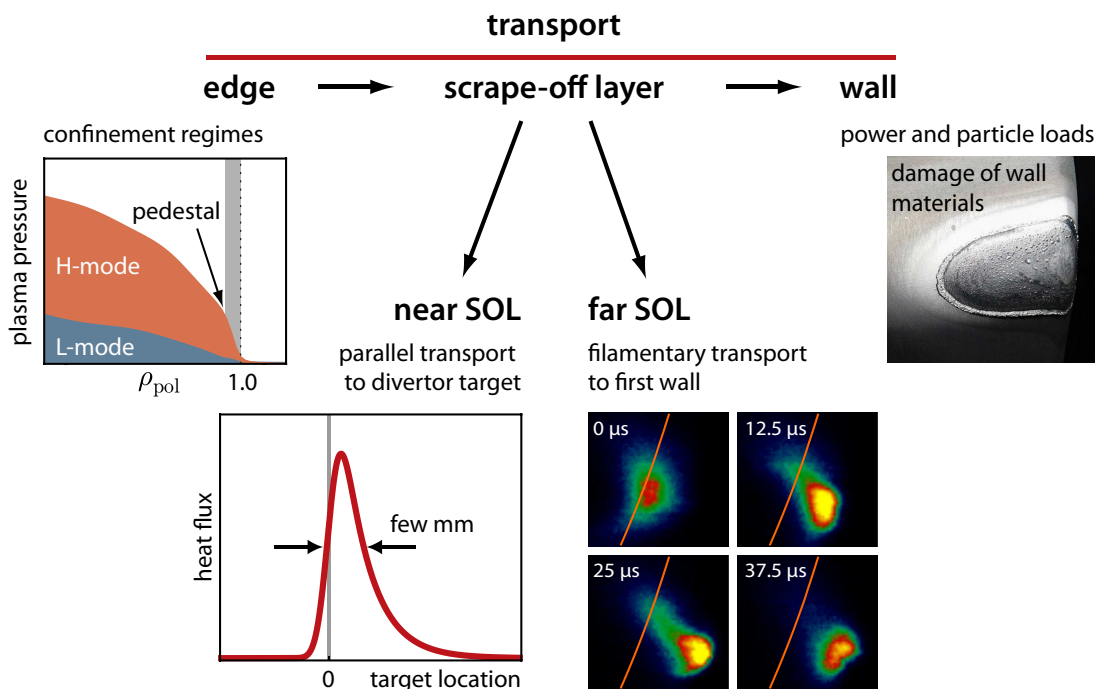 transport
edge
scrape-off layer
wall
confinement regimes
plasma pressure
pedestal
H-mode
L-mode
ρpol
1.0
power and particle loads
damage of wall
materials
near SOL
parallel transport
to divertor target
far SOL
filamentary transport
to first wall
heat flux
few mm
0
target location
0 µs
12.5 µs
25 µs
37.5 µs